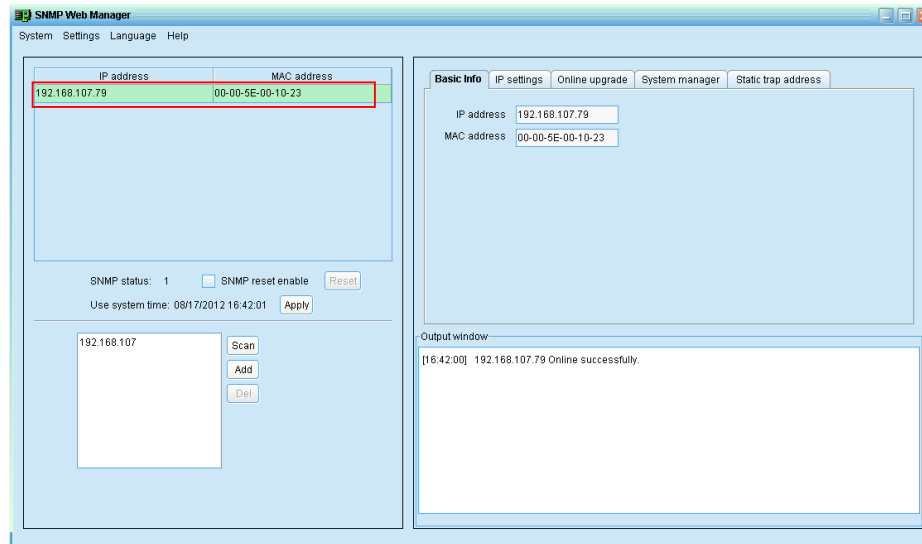 SNMP Web Manager
System Settings Language Help
IP address MAC address
192.168.107.79 00-00-5E-00-10-23
SNMP status: 1 SNMP reset enable Reset
Use system time: 08/17/2012 16:42:01 Apply
192.168.107
Scan
Add
Del
Basic Info IP settings Online upgrade System manager Static trap address
IP address 192.168.107.79
MAC address 00-00-5E-00-10-23
Output window
[16:42:00] 192.168.107.79 Online successfully.